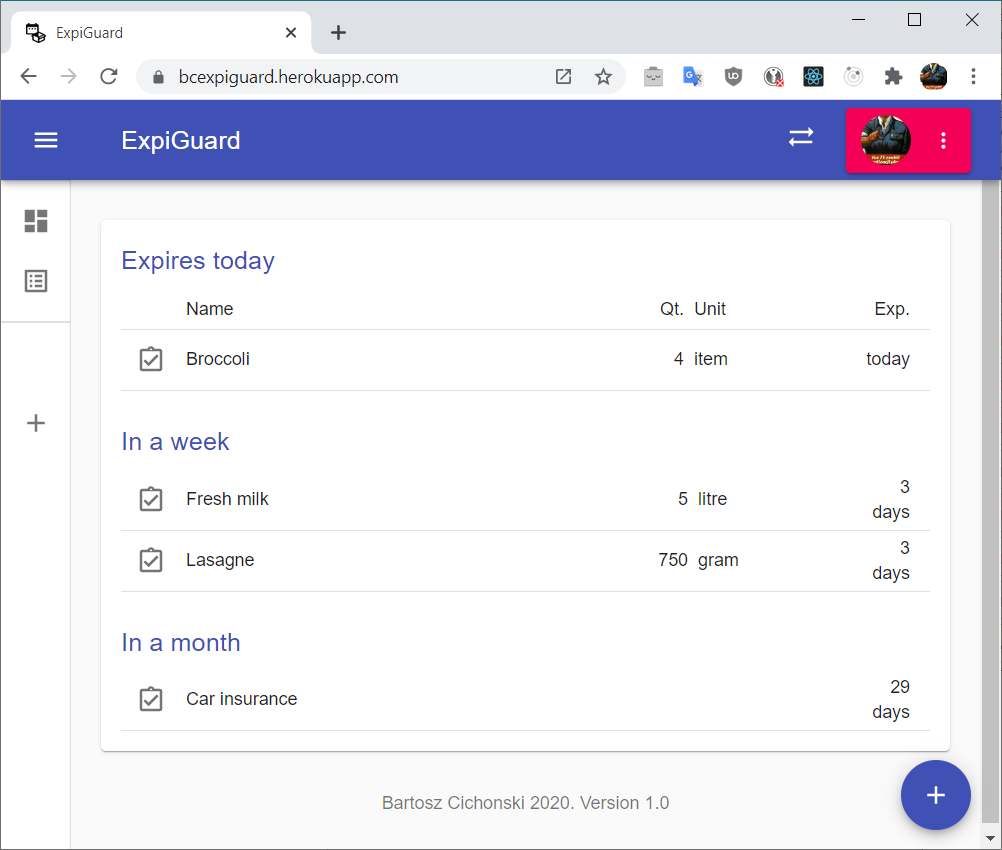 ExpiGuard
bcexpiguard.herokuapp.com
ExpiGuard
Expires today
Name Qt. Unit Exp.
Broccoli 4 item today
In a week
Fresh milk 5 litre 3
days
Lasagne 750 gram 3
days
In a month
Car insurance 29
days
Bartosz Cichonski 2020. Version 1.0